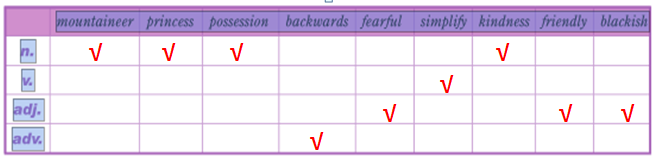 mountaineer princess possession backwards fearful simplify kindness friendly blackish
n. √ √ √ √
v. √
adj. √ √ √
adv. √